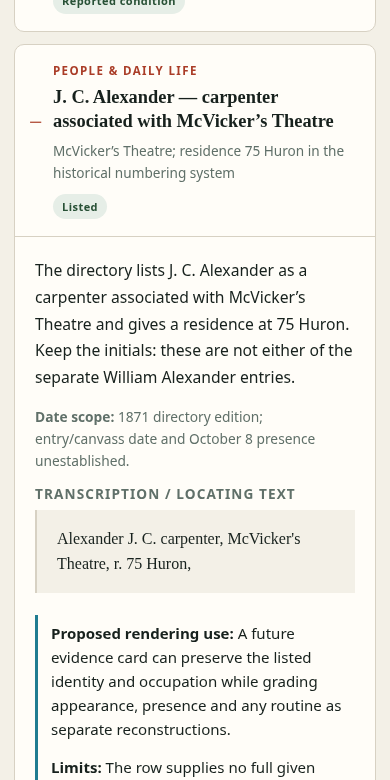 Reported condition
PEOPLE & DAILY LIFE
J. C. Alexander — carpenter
associated with McVicker’s Theatre
McVicker’s Theatre; residence 75 Huron in the
historical numbering system
Listed
The directory lists J. C. Alexander as a
carpenter associated with McVicker’s
Theatre and gives a residence at 75 Huron.
Keep the initials: these are not either of the
separate William Alexander entries.
Date scope: 1871 directory edition;
entry/canvass date and October 8 presence
unestablished.
TRANSCRIPTION / LOCATING TEXT
Alexander J. C. carpenter, McVicker's
Theatre, r. 75 Huron,
Proposed rendering use: A future
evidence card can preserve the listed
identity and occupation while grading
appearance, presence and any routine as
separate reconstructions.
Limits: The row supplies no full given